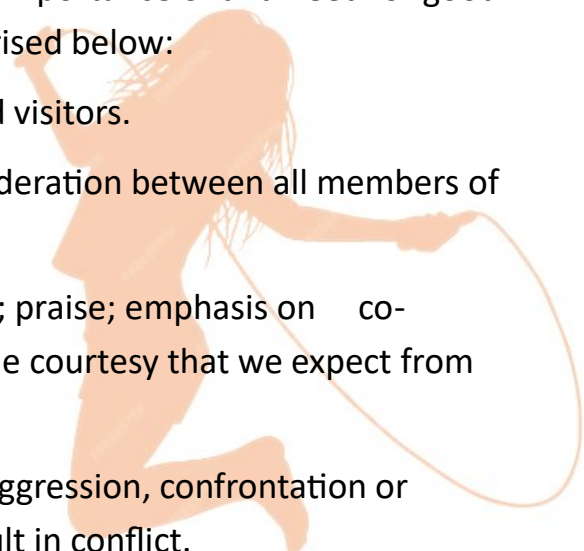 rised below:
d visitors.
deration between all members of
; praise; emphasis on co-
e courtesy that we expect from
ggression, confrontation or
ult in conflict.